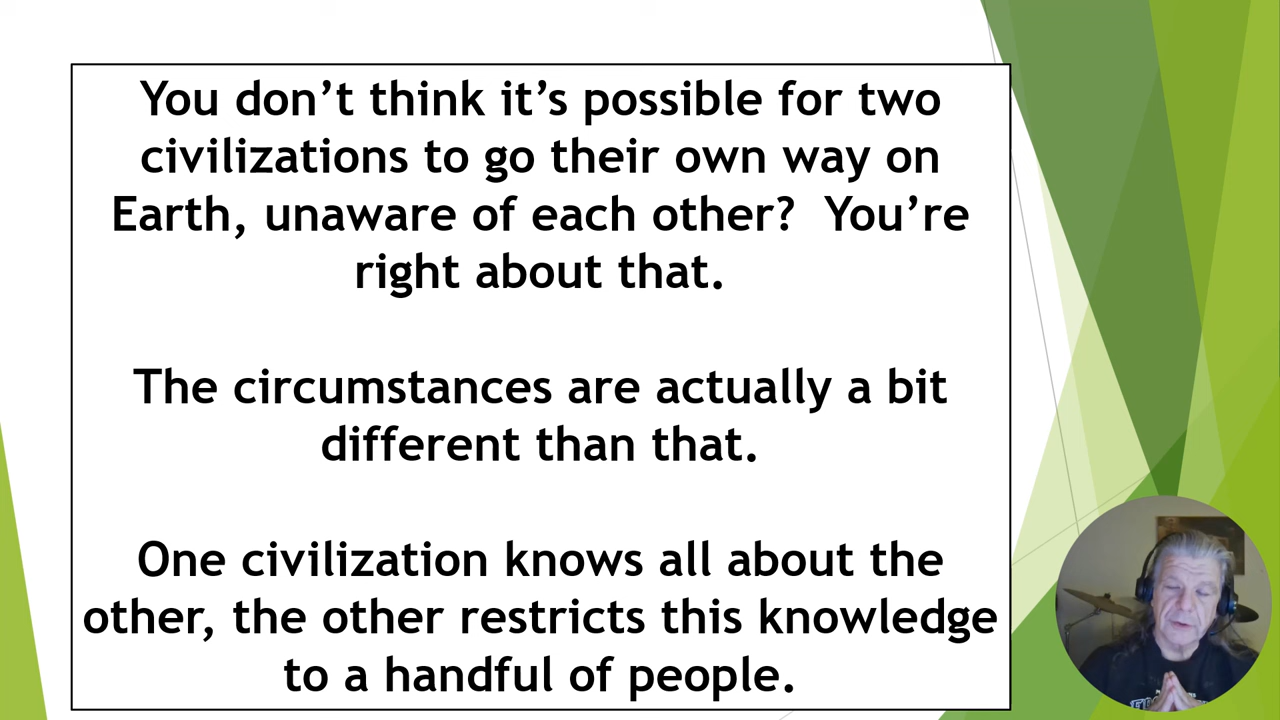 You don’t think it’s possible for two
civilizations to go their own way on
Earth, unaware of each other?  You’re
right about that.
The circumstances are actually a bit
different than that.
One civilization knows all about the
other, the other restricts this knowledge
to a handful of people.